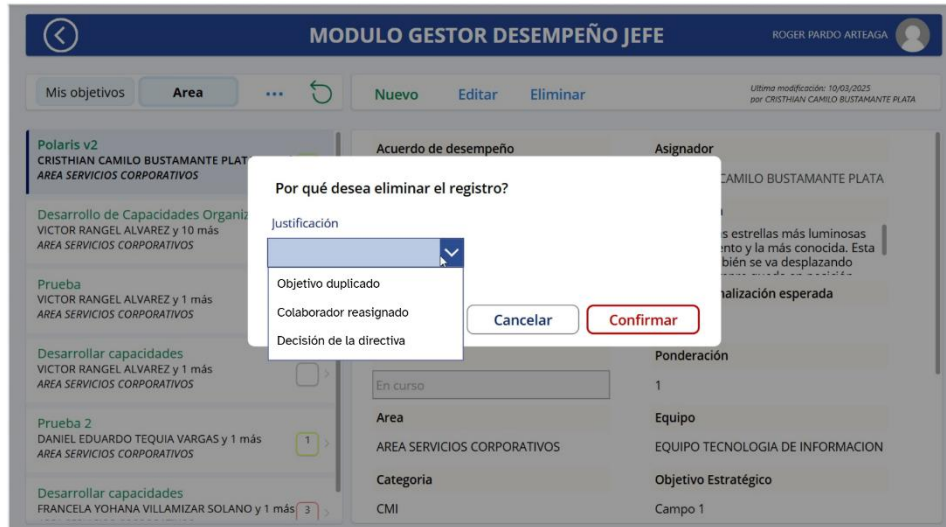 MODULO GESTOR DESEMPEÑO JEFE
ROGER PARDO ARTEAGA
Mis objetivos
Area
...
Nuevo
Editar
Eliminar
Ultima modificación: 10/03/2025
por CRISTHIAN CAMILO BUSTAMANTE PLATA
Polaris v2
CRISTHIAN CAMILO BUSTAMANTE PLAT
AREA SERVICIOS CORPORATIVOS
Desarrollo de Capacidades Organiz
VICTOR RANGEL ALVAREZ y 10 más
AREA SERVICIOS CORPORATIVOS
Prueba
VICTOR RANGEL ALVAREZ y 1 más
AREA SERVICIOS CORPORATIVOS
Desarrollar capacidades
VICTOR RANGEL ALVAREZ y 1 más
AREA SERVICIOS CORPORATIVOS
Prueba 2
DANIEL EDUARDO TEQUIA VARGAS y 1 más
AREA SERVICIOS CORPORATIVOS
1
Desarrollar capacidades
FRANCELA YOHANA VILLAMIZAR SOLANO y 1 más
3
Por qué desea eliminar el registro?
Justificación
Objetivo duplicado
Colaborador reasignado
Decisión de la directiva
Cancelar
Confirmar
Acuerdo de desempeño
Asignador
CAMILO BUSTAMANTE PLATA
s estrellas más luminosas
ento y la más conocida. Esta
bién se va desplazando
nalización esperada
Ponderación
En curso
1
Area
Equipo
AREA SERVICIOS CORPORATIVOS
EQUIPO TECNOLOGIA DE INFORMACION
Categoria
Objetivo Estratégico
CMI
Campo 1